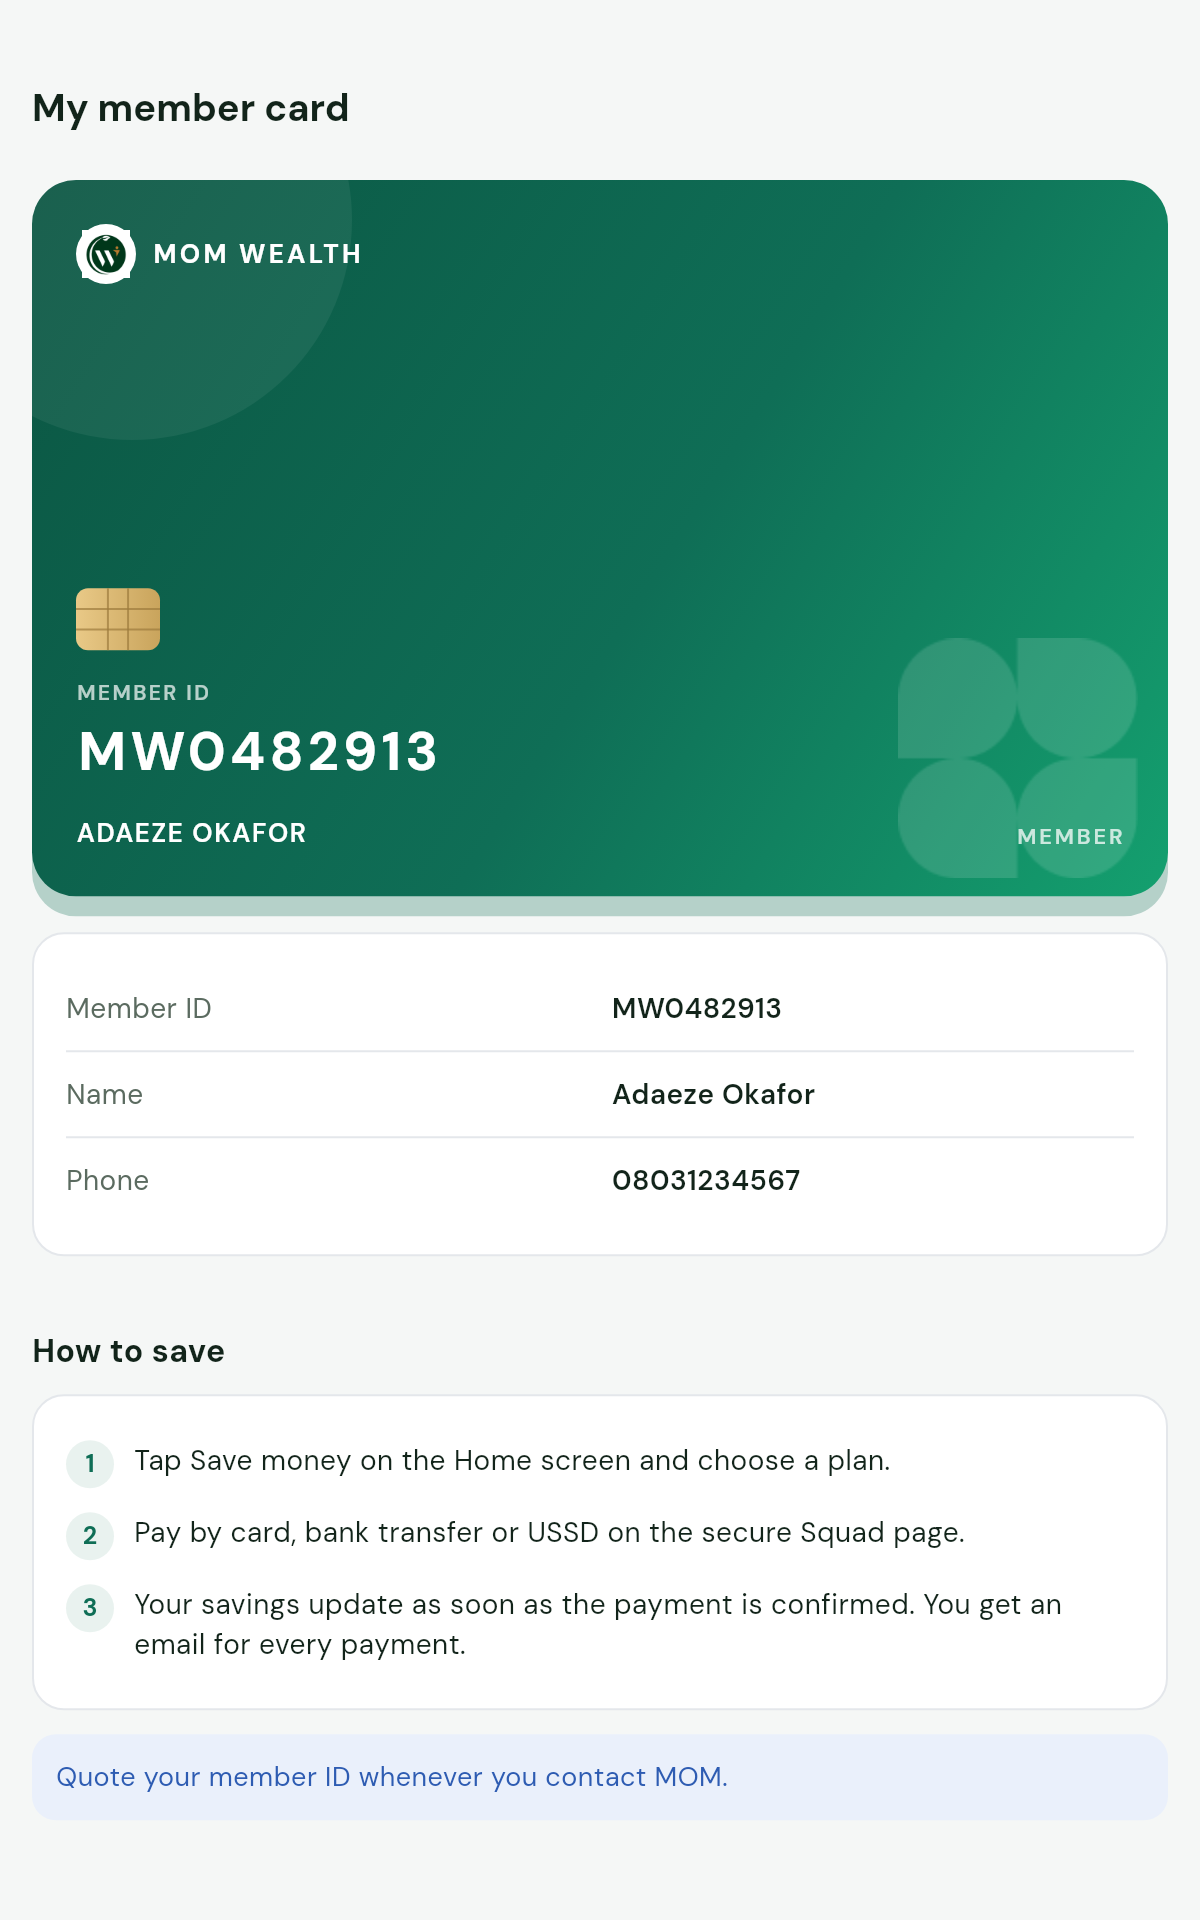 My member card
MOM WEALTH
MEMBER ID
MW0482913
ADAEZE OKAFOR
MEMBER
Member ID MW0482913
Name Adaeze Okafor
Phone 08031234567
How to save
1 Tap Save money on the Home screen and choose a plan.
2 Pay by card, bank transfer or USSD on the secure Squad page.
3 Your savings update as soon as the payment is confirmed. You get an
email for every payment.
Quote your member ID whenever you contact MOM.